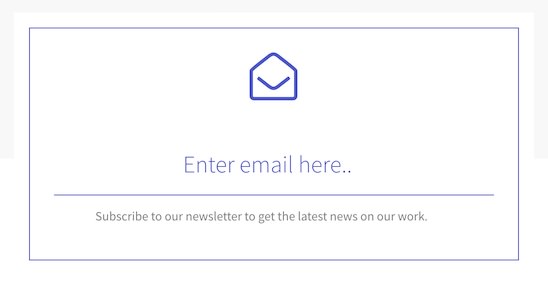 Enter email here..
Subscribe to our newsletter to get the latest news on our work.